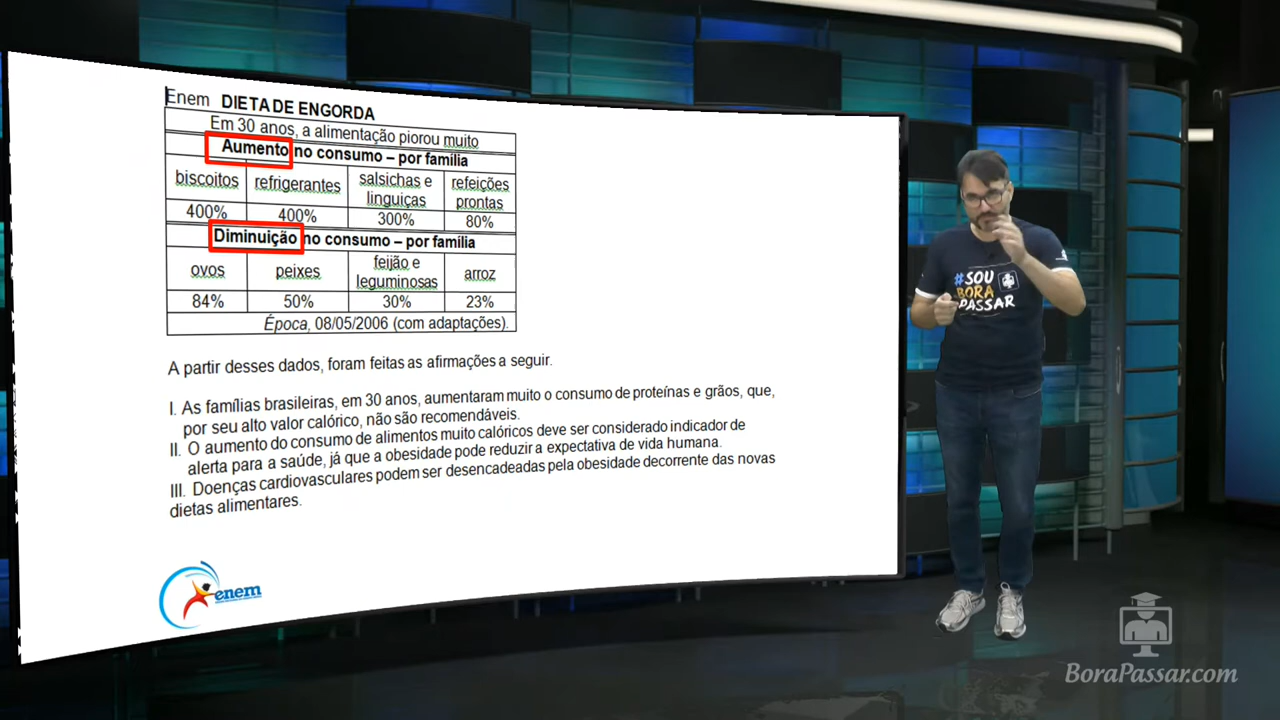 Enem DIETA DE ENGORDA
Em 30 anos, a alimentação piorou muito
Aumento no consumo – por família
biscoitos refrigerantes salsichas e linguiças refeições prontas
400% 400% 300% 80%
Diminuição no consumo – por família
ovos peixes feijão e leguminosas arroz
84% 50% 30% 23%
Época, 08/05/2006 (com adaptações).
A partir desses dados, foram feitas as afirmações a seguir.
I. As famílias brasileiras, em 30 anos, aumentaram muito o consumo de proteínas e grãos, que,
por seu alto valor calórico, não são recomendáveis.
II. O aumento do consumo de alimentos muito calóricos deve ser considerado indicador de
alerta para a saúde, já que a obesidade pode reduzir a expectativa de vida humana.
III. Doenças cardiovasculares podem ser desencadeadas pela obesidade decorrente das novas
dietas alimentares.
enem
#SOU
BORA
PASSAR
BoraPassar.com